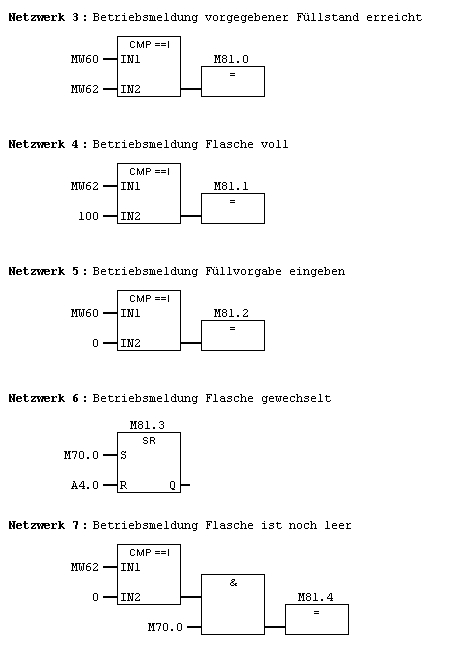 Netzwerk 3 : Betriebsmeldung vorgegebener Füllstand erreicht
CMP ==I
MW60 IN1 M81.0
=
MW62 IN2
Netzwerk 4 : Betriebsmeldung Flasche voll
CMP ==I
MW62 IN1 M81.1
=
100 IN2
Netzwerk 5 : Betriebsmeldung Füllvorgabe eingeben
CMP ==I
MW60 IN1 M81.2
=
0 IN2
Netzwerk 6 : Betriebsmeldung Flasche gewechselt
M81.3
SR
M70.0 S
A4.0 R Q
Netzwerk 7 : Betriebsmeldung Flasche ist noch leer
CMP ==I
MW62 IN1
&
0 IN2 M81.4
=
M70.0